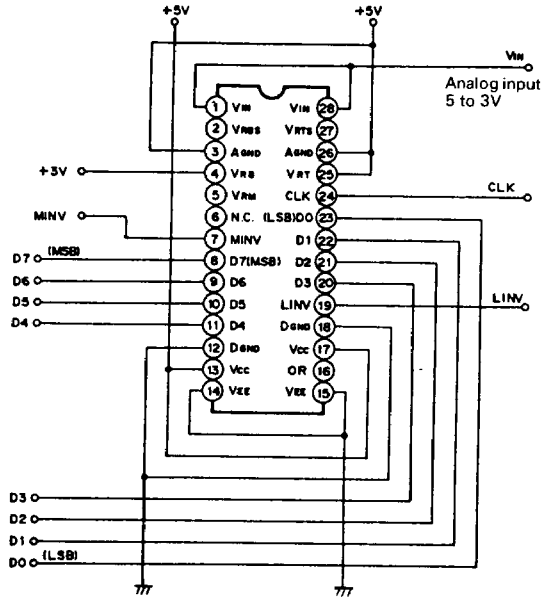 +5V +5V
VIN
Analog input
5 to 3V
1 VIN VIN 28
2 VRBS VRTS 27
3 AGND AGND 26
+3V 4 VRB VRT 25
5 VRM CLK 24 CLK
MINV 6 N.C. (LSB)D0 23
7 MINV D1 22
D7 (MSB) 8 D7(MSB) D2 21
D6 9 D6 D3 20
D5 10 D5 LINV 19 LINV
D4 11 D4 DGND 18
12 DGND VCC 17
13 VCC OR 16
14 VEE VEE 15
D3
D2
D1
D0 (LSB)